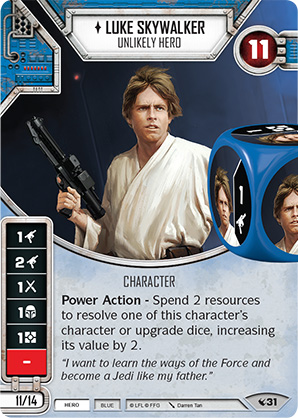 LUKE SKYWALKER
UNLIKELY HERO
11
1
2
1
1
1
–
CHARACTER
Power Action - Spend 2 resources
to resolve one of this character's
character or upgrade dice, increasing
its value by 2.
"I want to learn the ways of the Force and
become a Jedi like my father."
11/14
HERO
BLUE
© LFL © FFG
Darren Tan
31